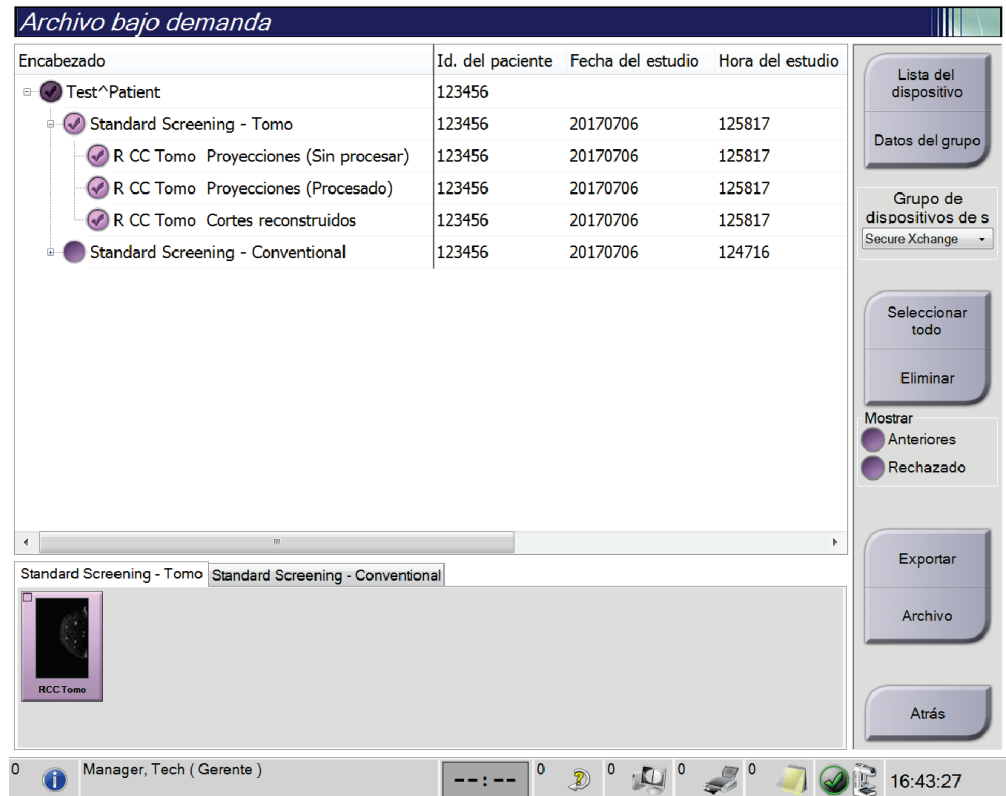 Archivo bajo demanda
Encabezado Id. del paciente Fecha del estudio Hora del estudio
Test^Patient 123456
Standard Screening - Tomo 123456 20170706 125817
R CC Tomo Proyecciones (Sin procesar) 123456 20170706 125817
R CC Tomo Proyecciones (Procesado) 123456 20170706 125817
R CC Tomo Cortes reconstruidos 123456 20170706 125817
Standard Screening - Conventional 123456 20170706 124716
Lista del
dispositivo
Datos del grupo
Grupo de
dispositivos de s
Secure Xchange
Seleccionar
todo
Eliminar
Mostrar
Anteriores
Rechazado
Exportar
Archivo
Atrás
Standard Screening - Tomo Standard Screening - Conventional
RCC Tomo
0 Manager, Tech ( Gerente ) --:-- 0 0 0 0 16:43:27